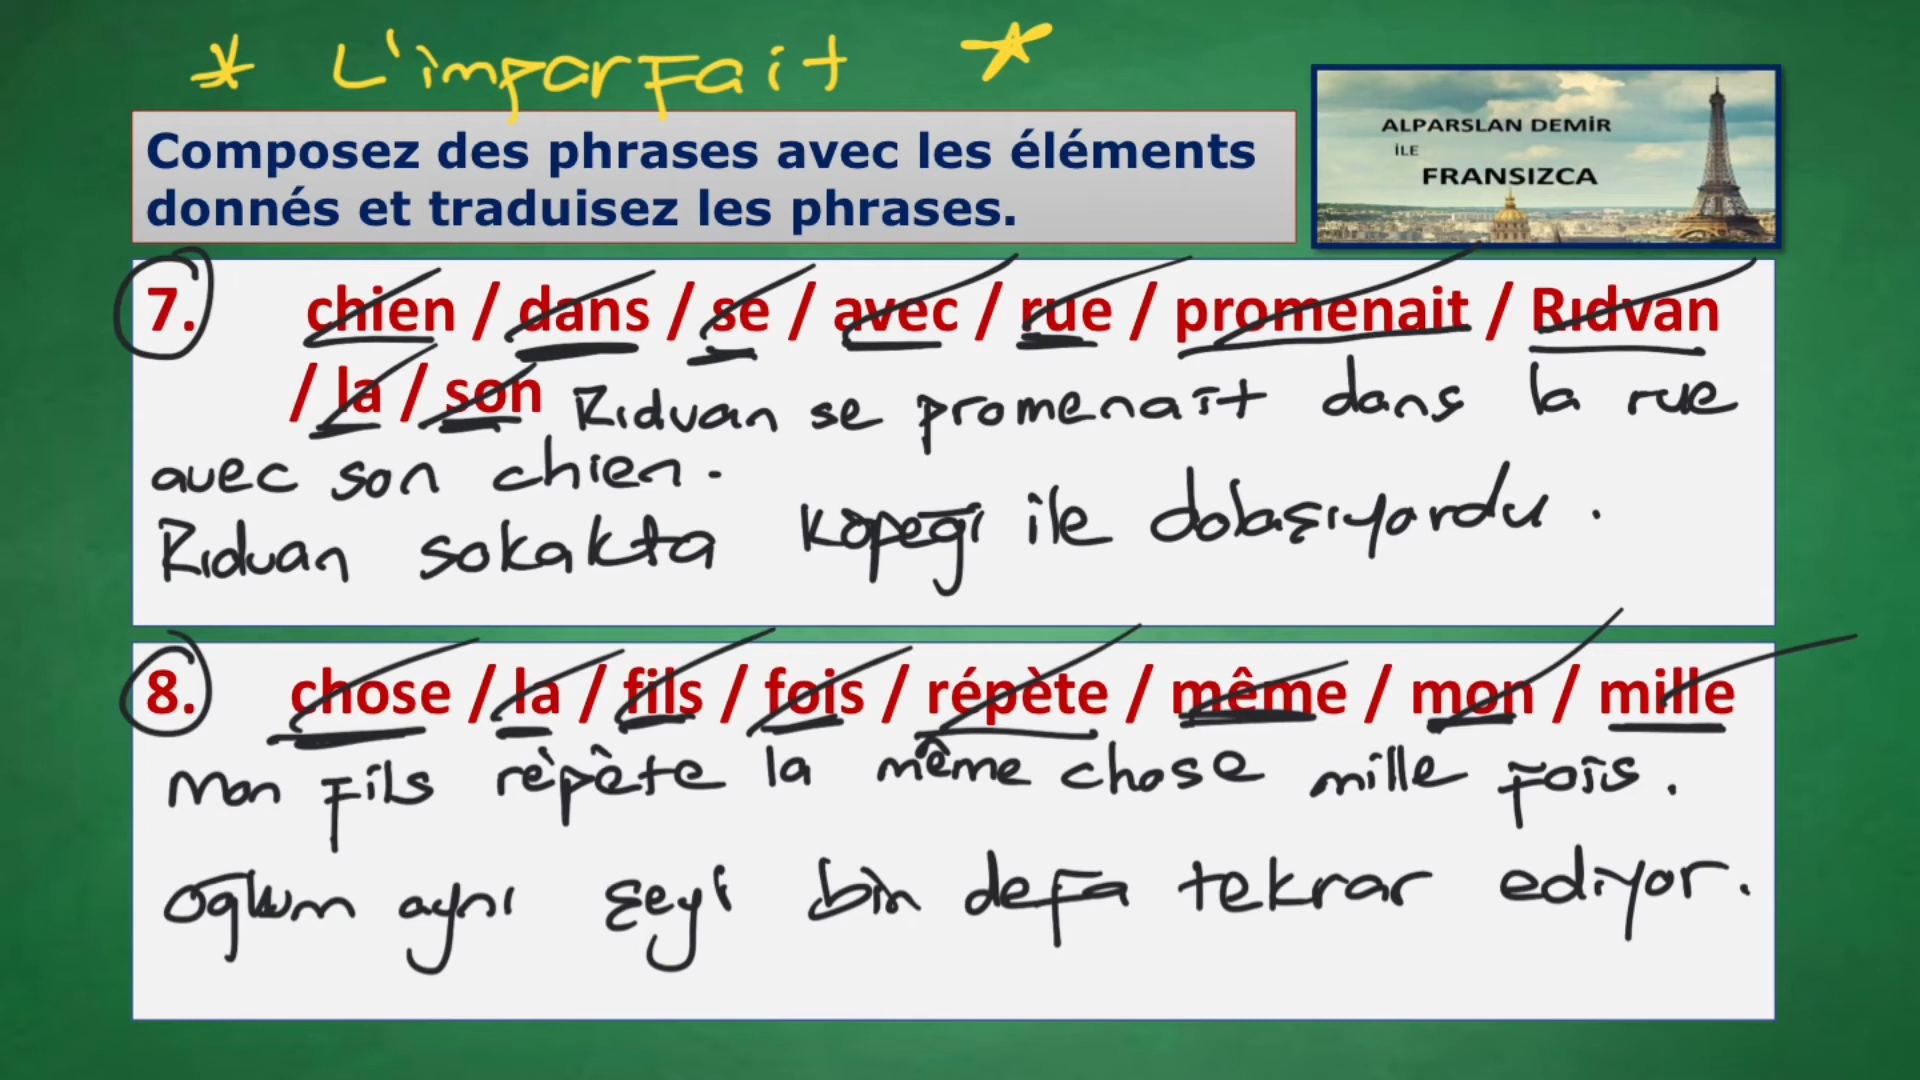 * L'imparfait *
Composez des phrases avec les éléments
donnés et traduisez les phrases.
ALPARSLAN DEMİR
İLE
FRANSIZCA
7. chien / dans / se / avec / rue / promenait / Rıdvan
/ la / son
Rıdvan se promenait dans la rue
avec son chien.
Rıdvan sokakta köpeği ile dolaşıyordu.
8. chose / la / fils / fois / répète / même / mon / mille
Mon fils répète la même chose mille fois.
Oğlum aynı şeyi bin defa tekrar ediyor.